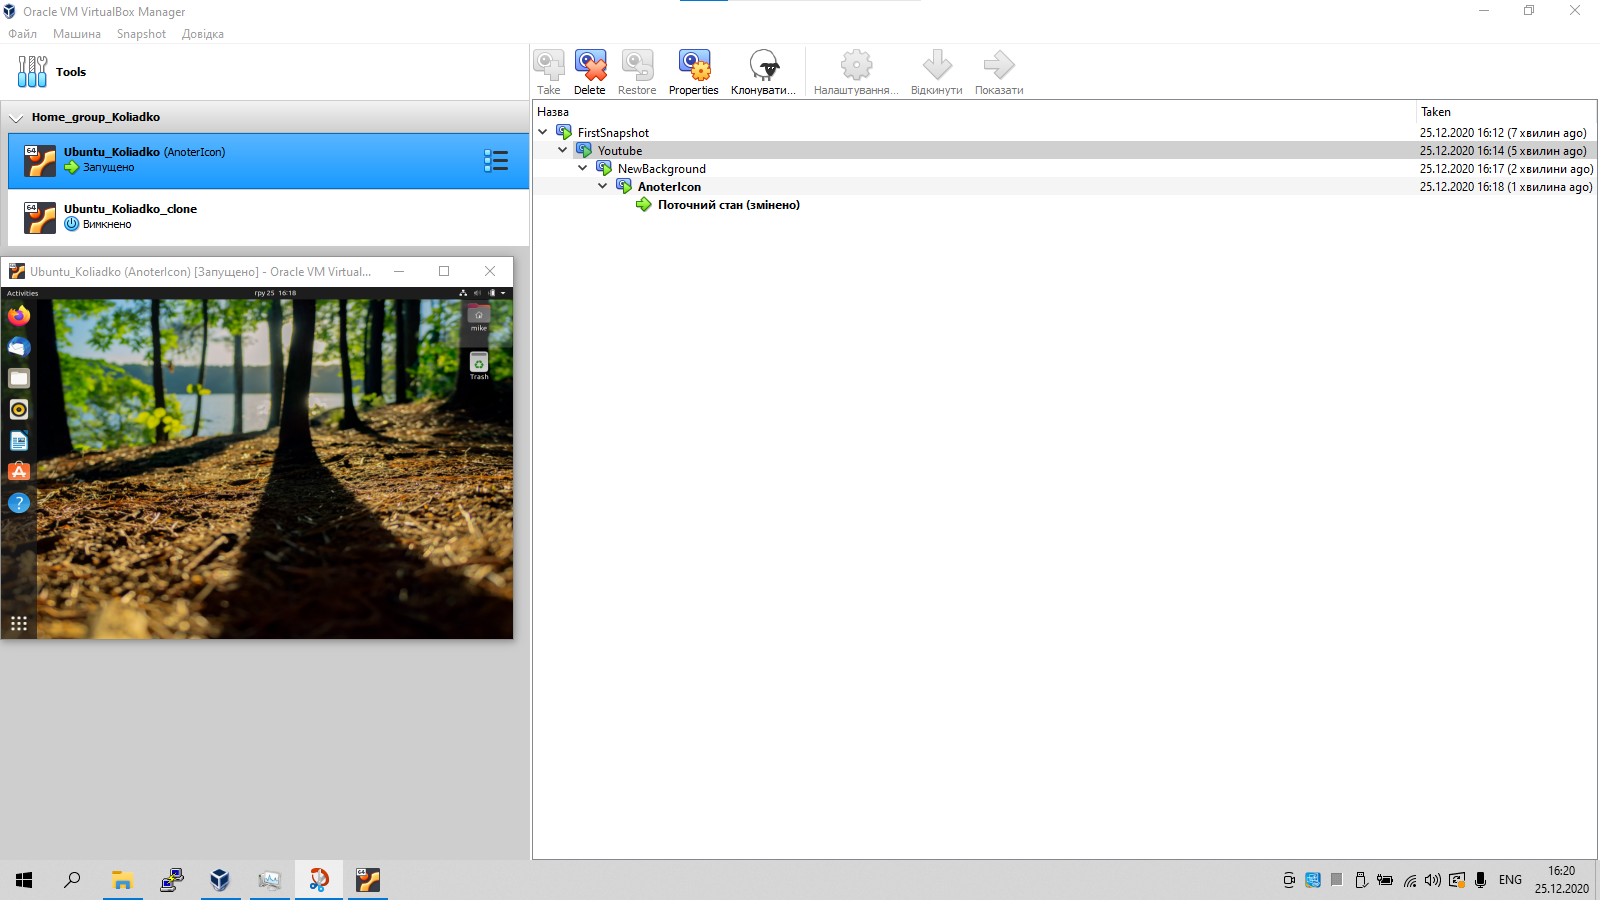 Oracle VM VirtualBox Manager
Файл Машина Snapshot Довідка
Tools
Take Delete Restore Properties Клонувати... Налаштування... Відкинути Показати
Home_group_Koliadko
64
Ubuntu_Koliadko (AnoterIcon)
Запущено
64
Ubuntu_Koliadko_clone
Вимкнено
Назва Taken
FirstSnapshot 25.12.2020 16:12 (7 хвилин ago)
Youtube 25.12.2020 16:14 (5 хвилин ago)
NewBackground 25.12.2020 16:17 (2 хвилини ago)
AnoterIcon 25.12.2020 16:18 (1 хвилина ago)
Поточний стан (змінено)
Ubuntu_Koliadko (AnoterIcon) [Запущено] - Oracle VM Virtual...
Activities гру 25 16:18
mike
Trash
64
ENG
16:20
25.12.2020